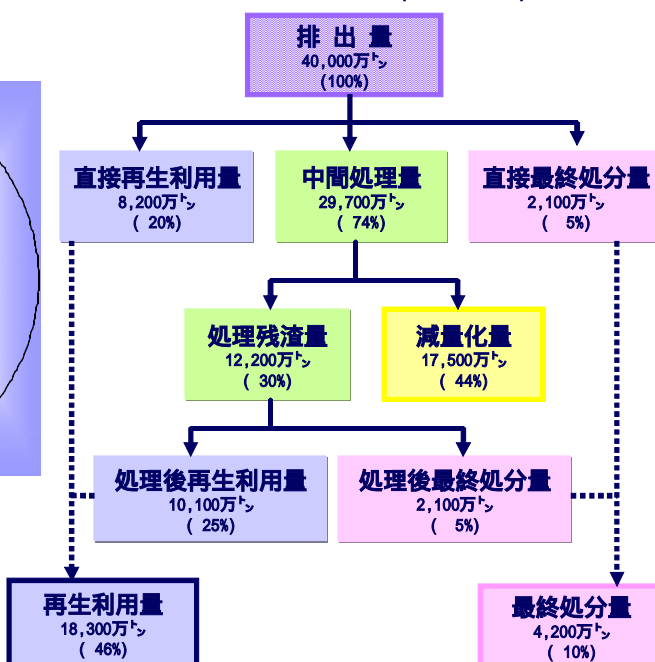 排 出 量
40,000万㌧
(100%)
直接再生利用量
8,200万㌧
( 20%)
中間処理量
29,700万㌧
( 74%)
直接最終処分量
2,100万㌧
( 5%)
処理残渣量
12,200万㌧
( 30%)
減量化量
17,500万㌧
( 44%)
処理後再生利用量
10,100万㌧
( 25%)
処理後最終処分量
2,100万㌧
( 5%)
再生利用量
18,300万㌧
( 46%)
最終処分量
4,200万㌧
( 10%)